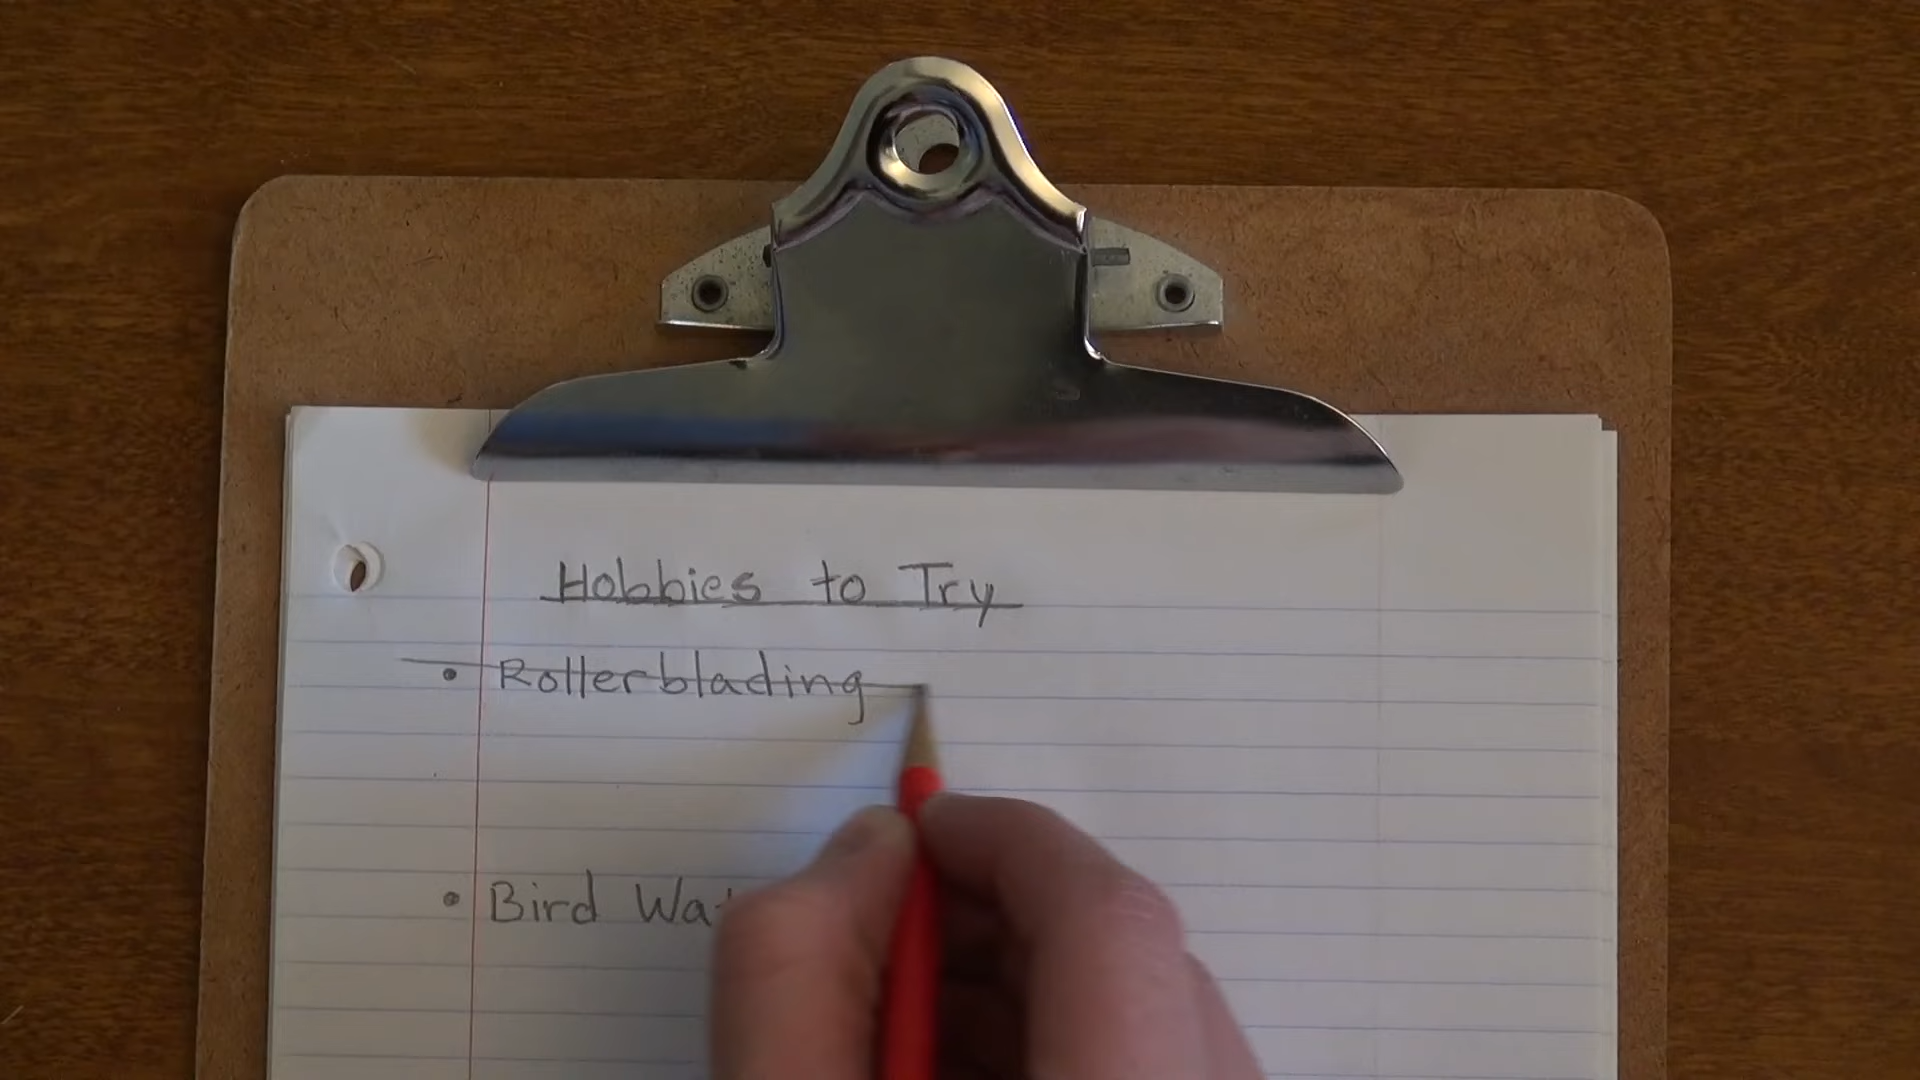 Hobbies to Try
• Rollerblading
• Bird